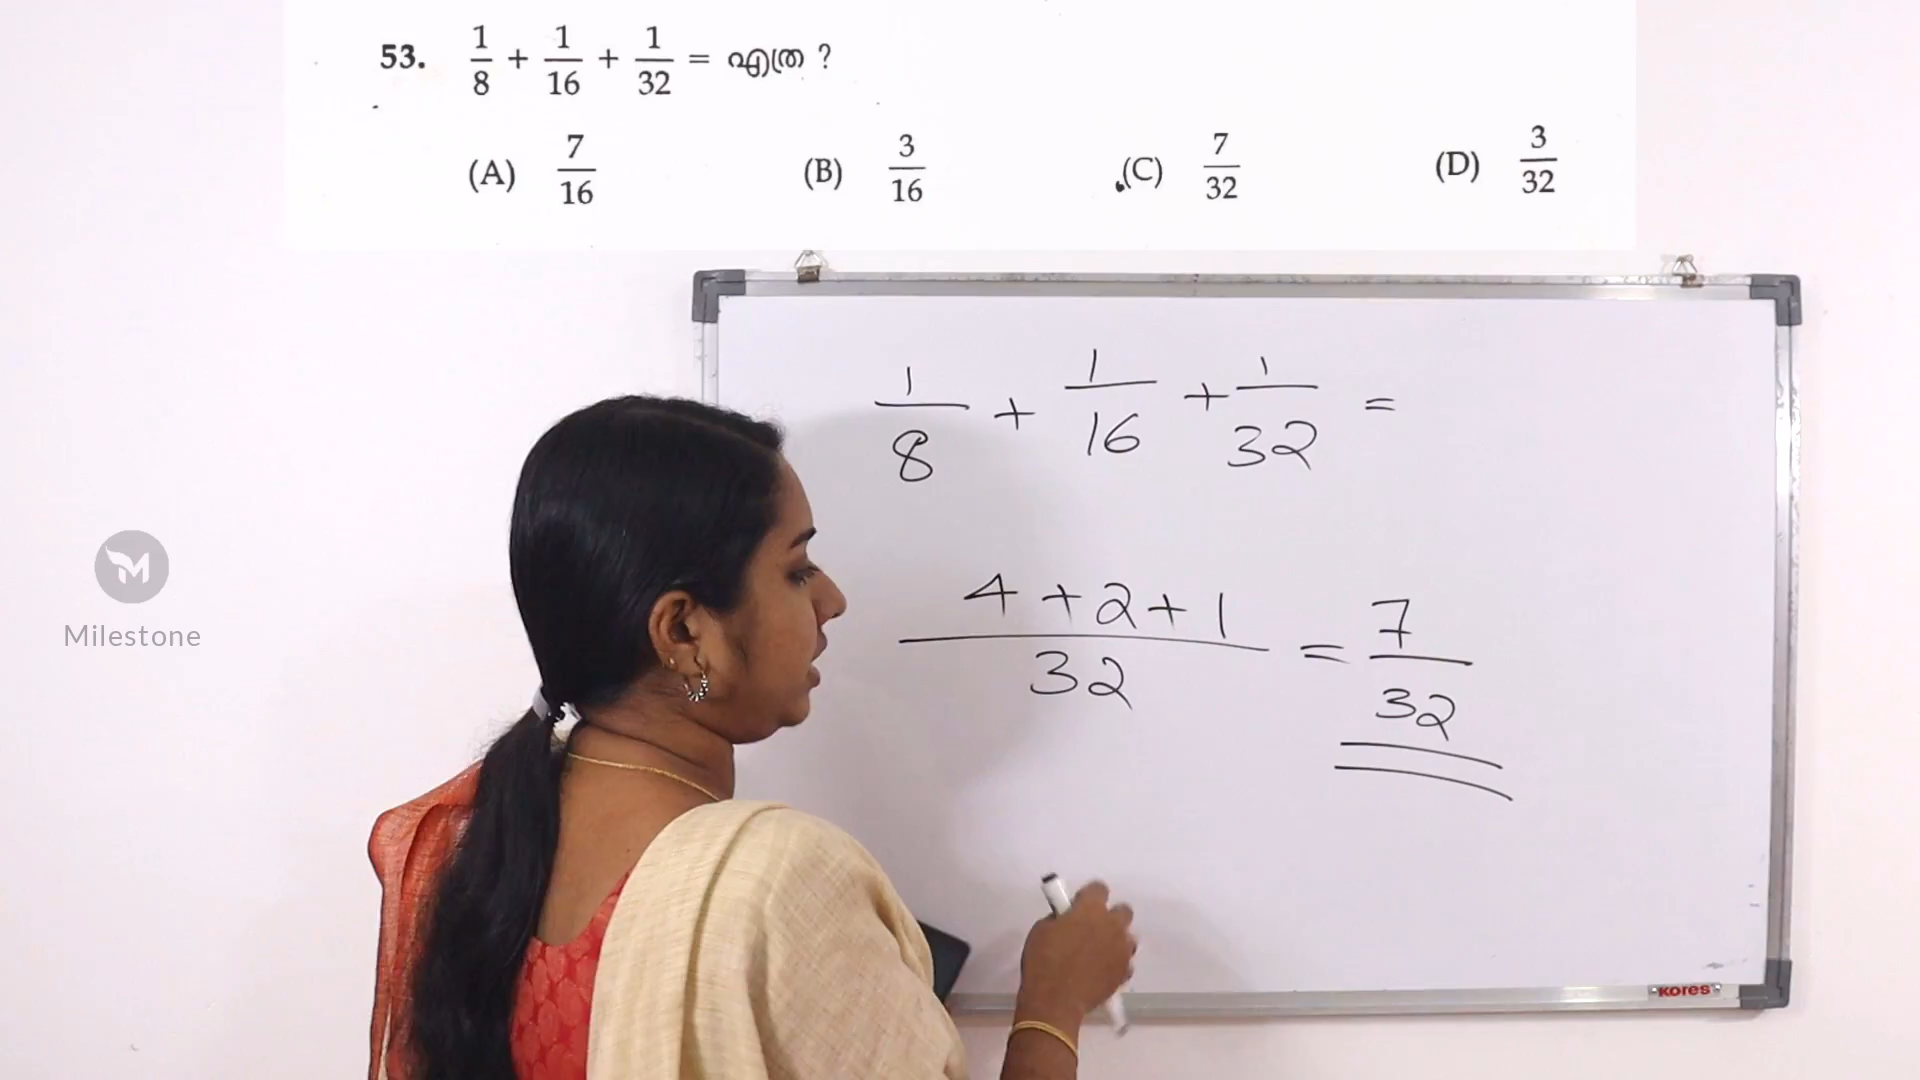 53. 1/8 + 1/16 + 1/32 = എത്ര ?
(A) 7/16 (B) 3/16 (C) 7/32 (D) 3/32
1/8 + 1/16 + 1/32 =
4+2+1/32 = 7/32
Milestone
KORES